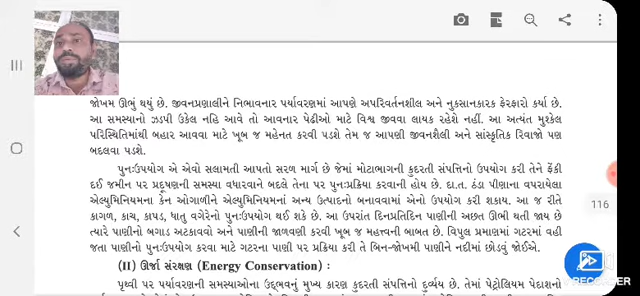 જોખમ ઊભું થયું છે. જીવનપ્રણાલીને નિભાવનાર પર્યાવરણમાં આપણે અપરિવર્તનશીલ અને નુકસાનકારક ફેરફારો કર્યા છે.
આ સમસ્યાનો ઝડપી ઉકેલ નહિ આવે તો આવનાર પેઢીઓ માટે વિશ્વ જીવવા લાયક રહેશે નહીં. આ અત્યંત મુશ્કેલ
પરિસ્થિતિમાંથી બહાર આવવા માટે ખૂબ જ મહેનત કરવી પડશે તેમ જ આપણી જીવનશૈલી અને સાંસ્કૃતિક રિવાજો પણ
બદલવા પડશે.
પુનઃઉપયોગ એ એવો સલામતી આપતો સરળ માર્ગ છે જેમાં મોટાભાગની કુદરતી સંપત્તિનો ઉપયોગ કરી તેને ફેંકી
દઈ જમીન પર પ્રદૂષણની સમસ્યા વધારવાને બદલે તેના પર પુનઃપ્રક્રિયા કરવાની હોય છે. દા.ત. ઠંડા પીણાના વપરાયેલા
એલ્યુમિનિયમના કેન ઓગાળીને એલ્યુમિનિયમનાં અન્ય ઉત્પાદનો બનાવવામાં એનો ઉપયોગ કરી શકાય. આ જ રીતે
કાગળ, કાચ, કાપડ, ધાતુ વગેરેનો પુનઃઉપયોગ થઈ શકે છે. આ ઉપરાંત દિનપ્રતિદિન પાણીની અછત ઊભી થતી જાય છે
ત્યારે પાણીનો બગાડ અટકાવવો અને પાણીની જાળવણી કરવી ખૂબ જ મહત્ત્વની બાબત છે. વિપુલ પ્રમાણમાં ગટરમાં વહી
જતા પાણીનો પુનઃઉપયોગ કરવા માટે ગટરના પાણી પર પ્રક્રિયા કરી તે બિન-જોખમી પાણીને નદીમાં છોડવું જોઈએ.
(II) ઊર્જા સંરક્ષણ (Energy Conservation) :
પૃથ્વી પર પર્યાવરણની સમસ્યાઓના ઉદ્ભવનું મુખ્ય કારણ કુદરતી સંપત્તિનો દુર્વ્યય છે. તેમાં પેટ્રોલિયમ પેદાશનો
116
RECORDER